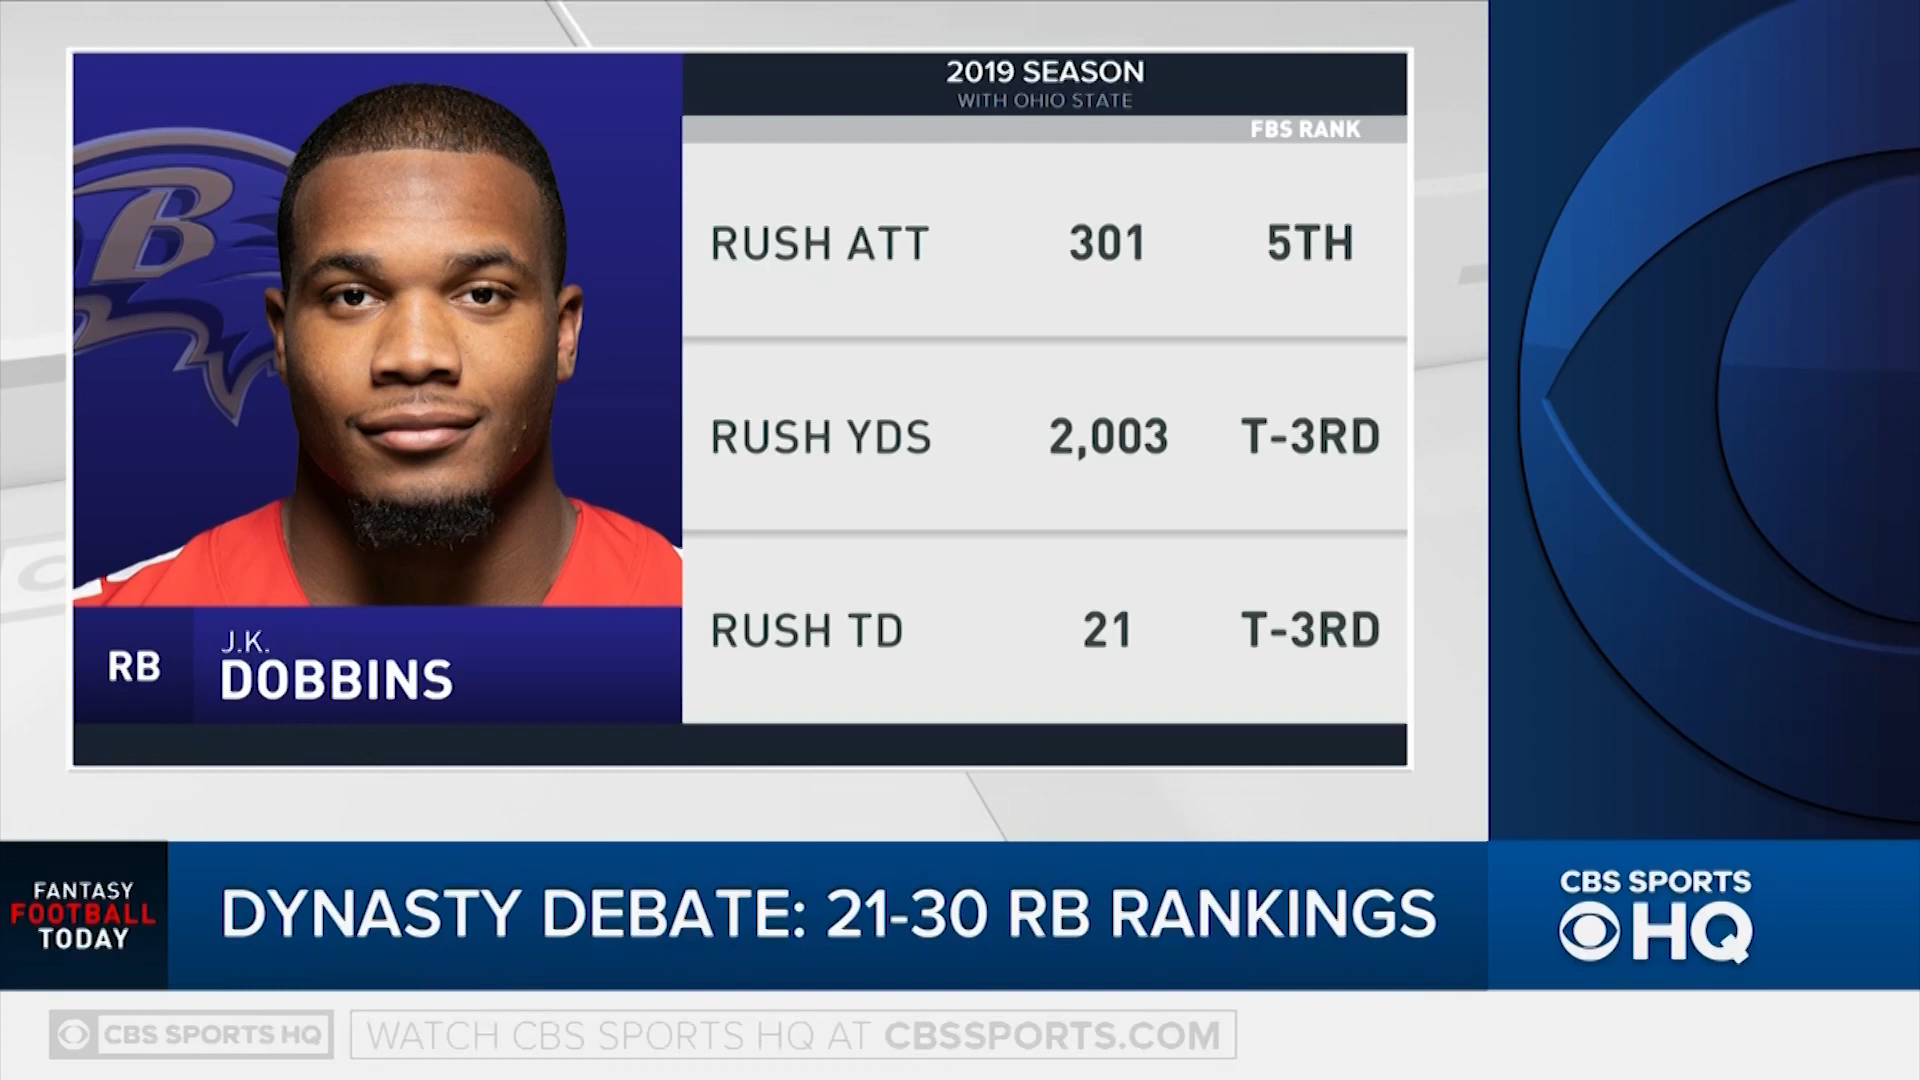 2019 SEASON
WITH OHIO STATE
FBS RANK
RUSH ATT 301 5TH
RUSH YDS 2,003 T-3RD
RUSH TD 21 T-3RD
B
RB
J.K.
DOBBINS
FANTASY
FOOTBALL
TODAY
DYNASTY DEBATE: 21-30 RB RANKINGS
CBS SPORTS
HQ
CBS SPORTS HQ
WATCH CBS SPORTS HQ AT CBSSPORTS.COM